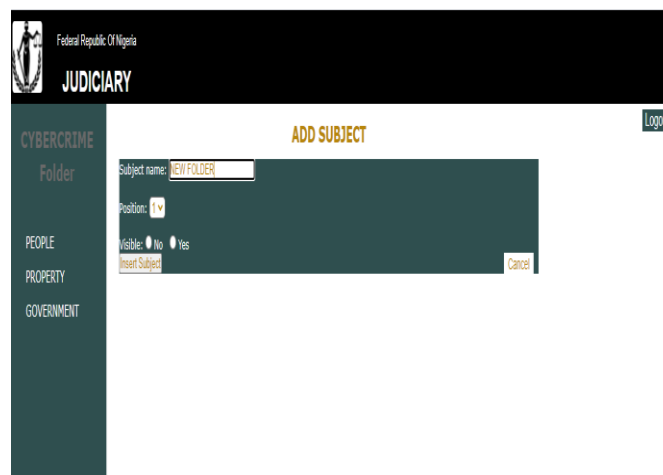 Federal Republic Of Nigeria
JUDICIARY
Logo
CYBERCRIME
Folder
PEOPLE
PROPERTY
GOVERNMENT
ADD SUBJECT
Subject name: NEW FOLDER
Position: 1
Visible: No Yes
Insert Subject Cancel